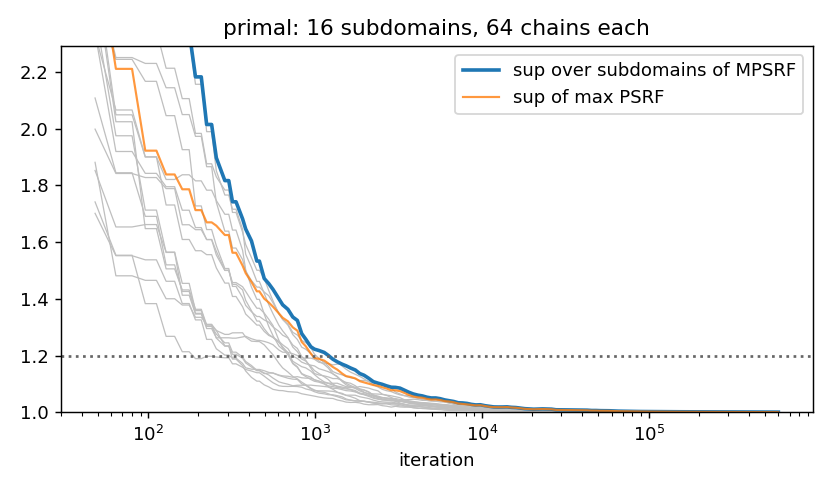 primal: 16 subdomains, 64 chains each
sup over subdomains of MPSRF
sup of max PSRF
2.2
2.0
1.8
1.6
1.4
1.2
1.0
10² 10³ 10⁴ 10⁵
iteration